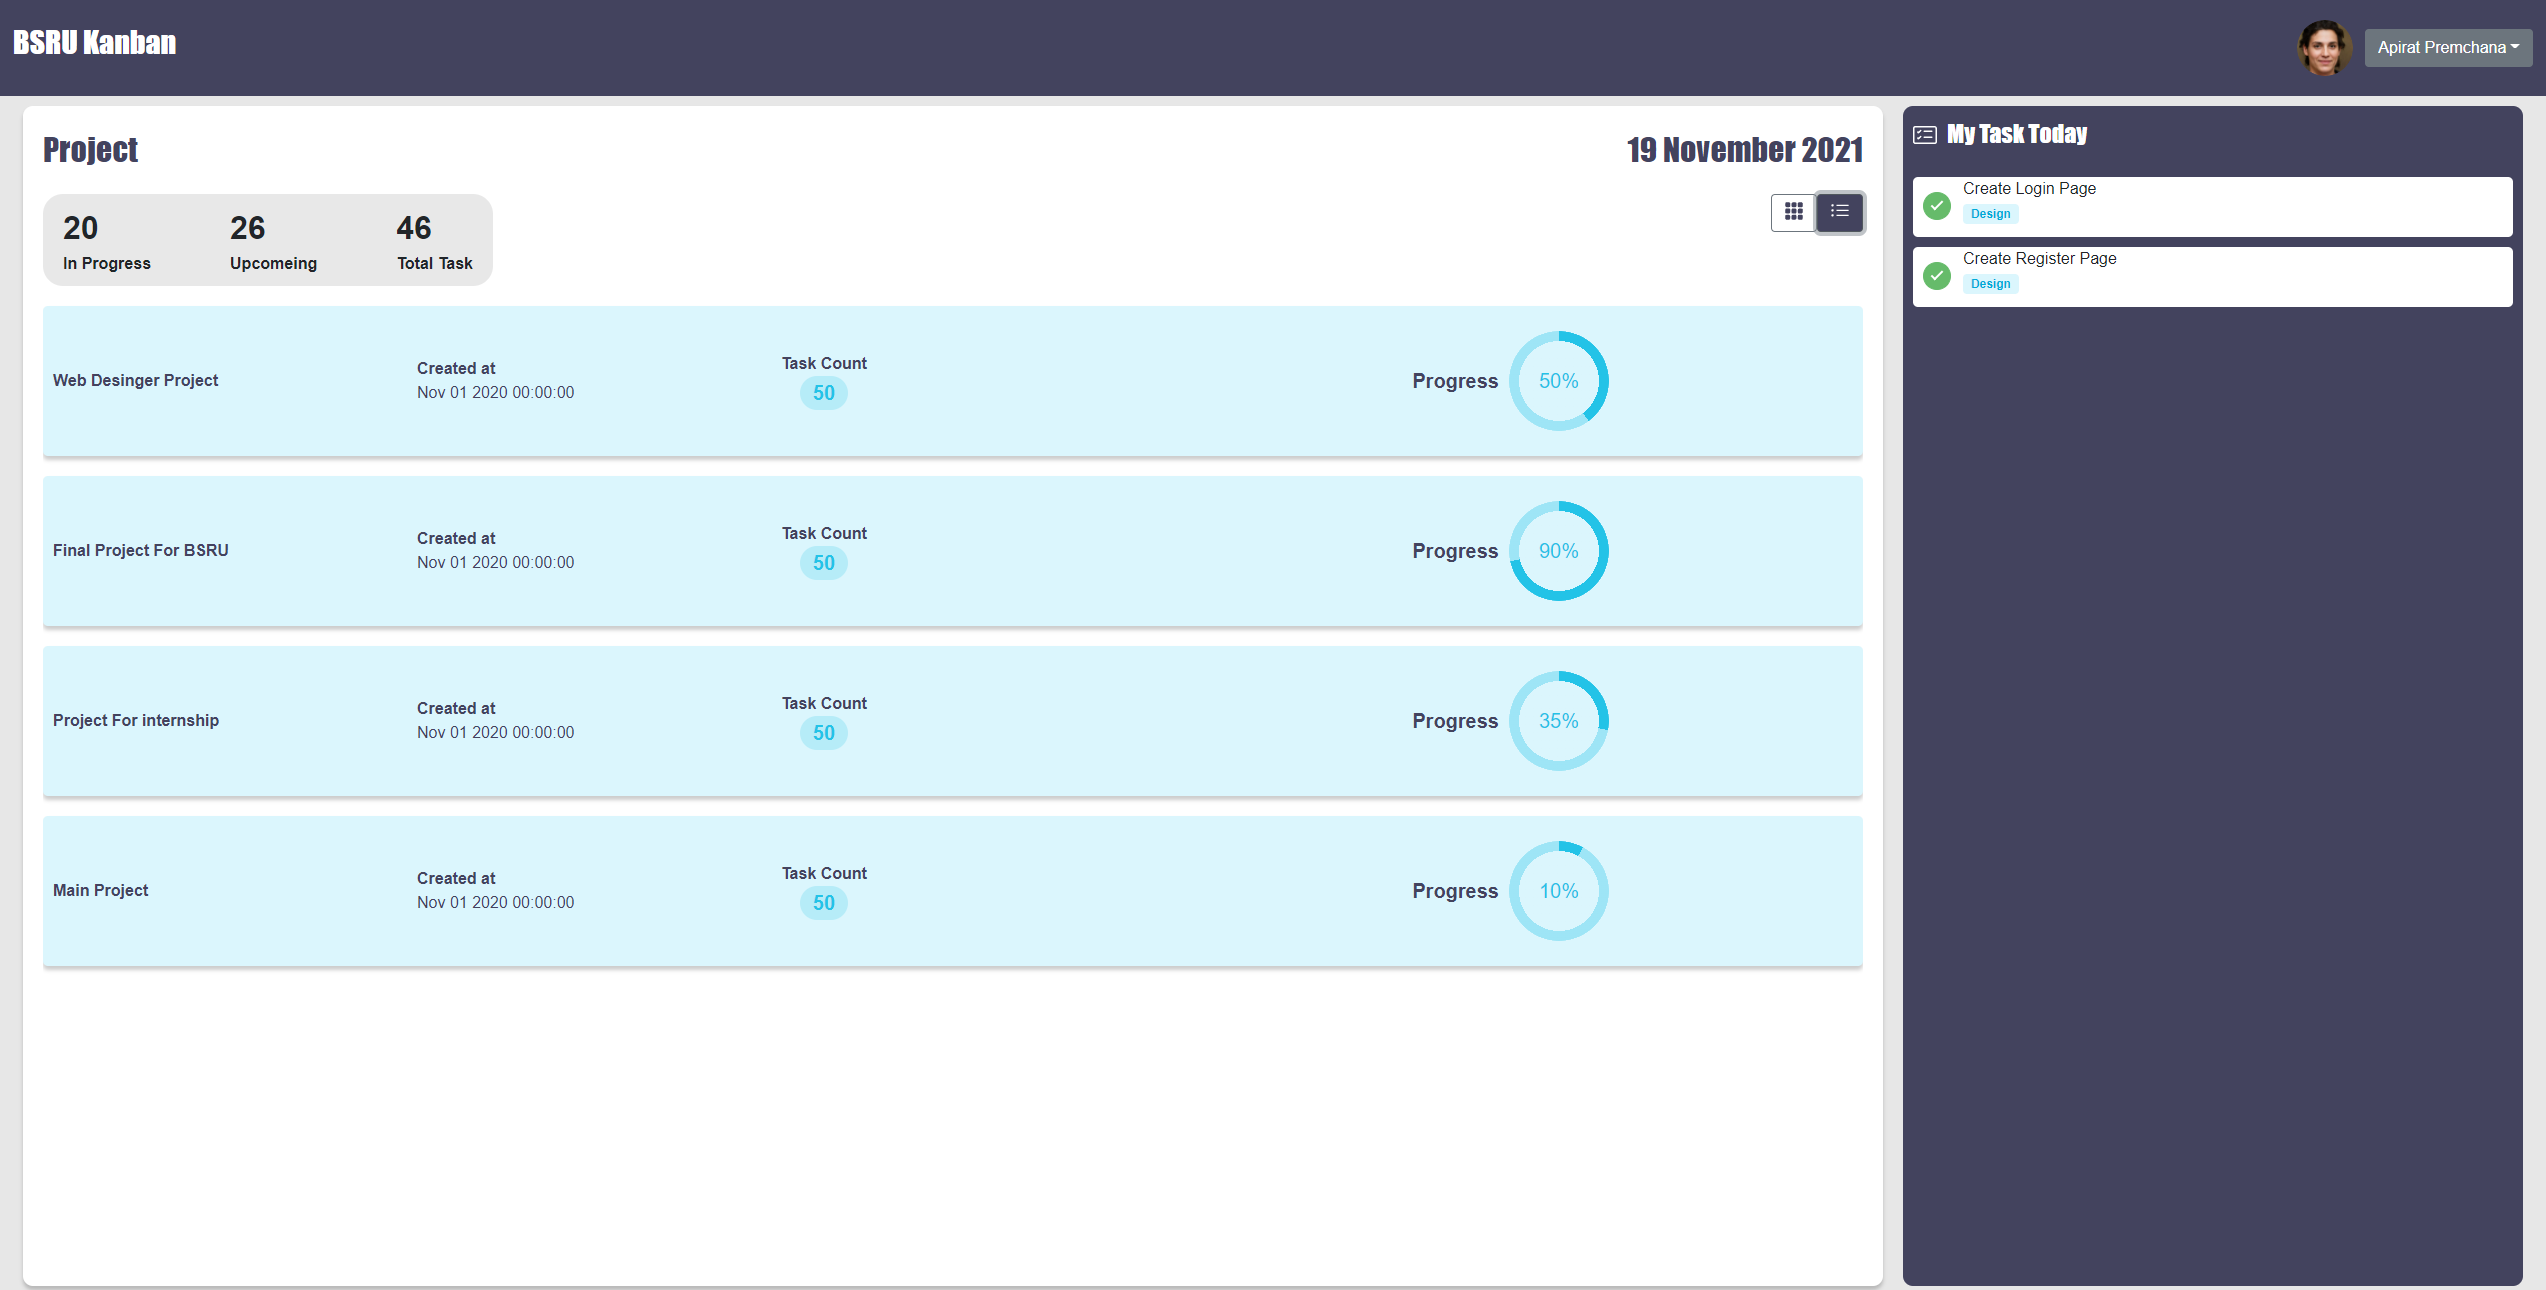 BSRU Kanban
Apirat Premchana
Project
19 November 2021
20
In Progress
26
Upcomeing
46
Total Task
Web Desinger Project
Created at
Nov 01 2020 00:00:00
Task Count
50
Progress
50%
Final Project For BSRU
Created at
Nov 01 2020 00:00:00
Task Count
50
Progress
90%
Project For internship
Created at
Nov 01 2020 00:00:00
Task Count
50
Progress
35%
Main Project
Created at
Nov 01 2020 00:00:00
Task Count
50
Progress
10%
My Task Today
Create Login Page
Design
Create Register Page
Design